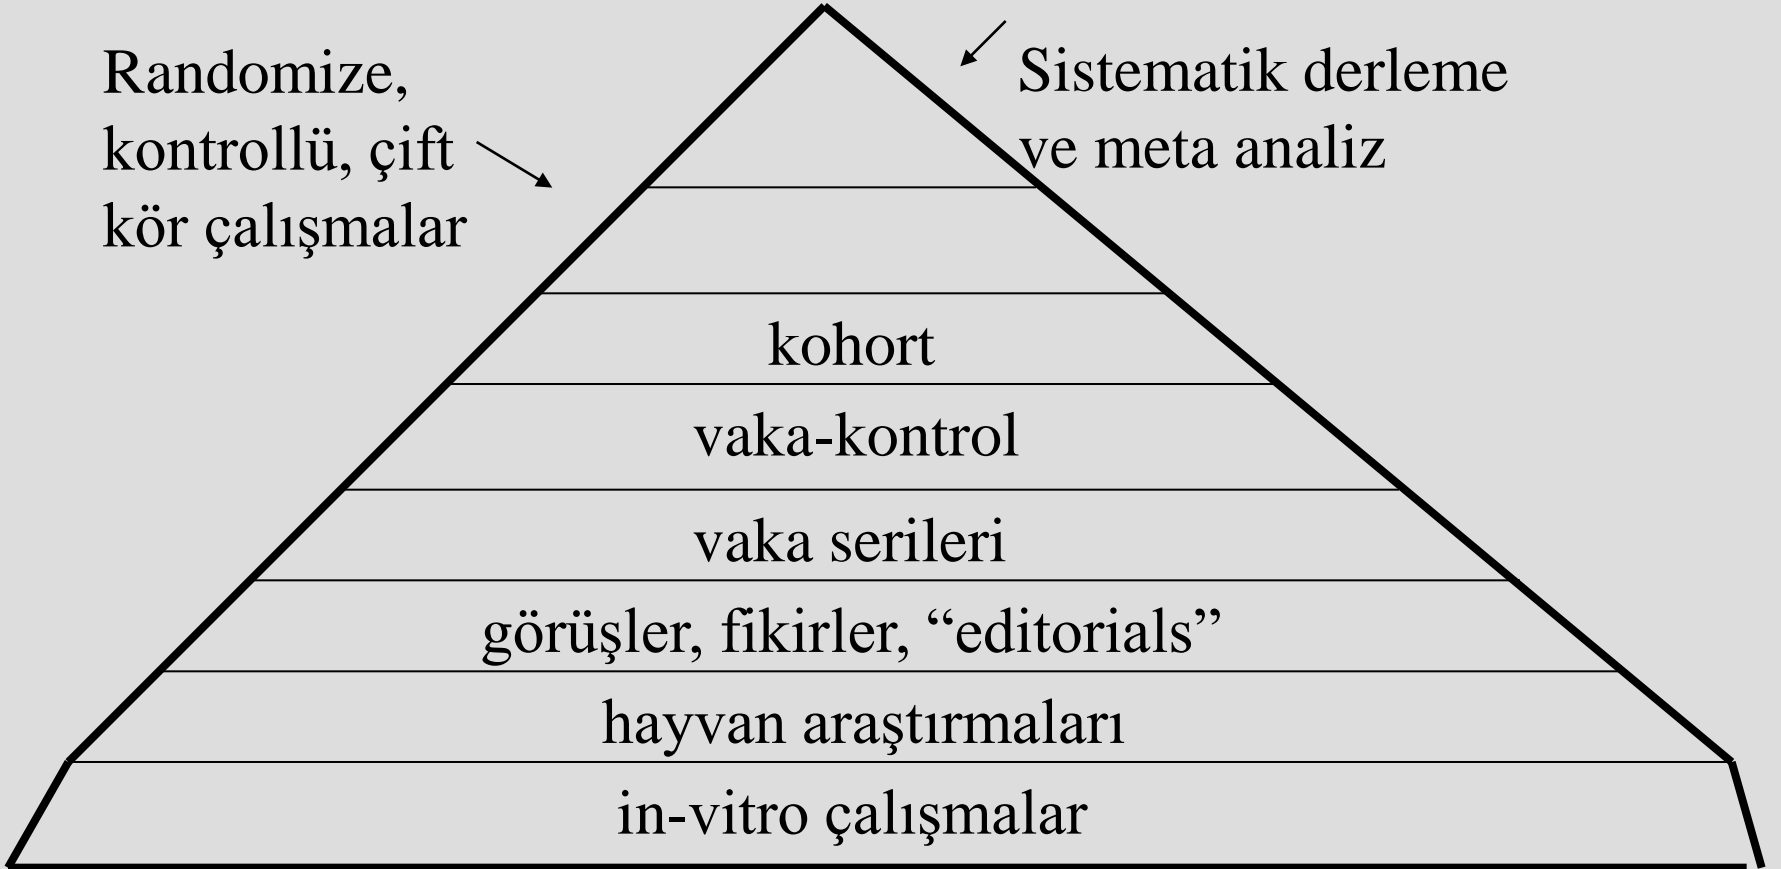 Randomize,
kontrollü, çift
kör çalışmalar
Sistematik derleme
ve meta analiz
kohort
vaka-kontrol
vaka serileri
görüşler, fikirler, “editorials”
hayvan araştırmaları
in-vitro çalışmalar